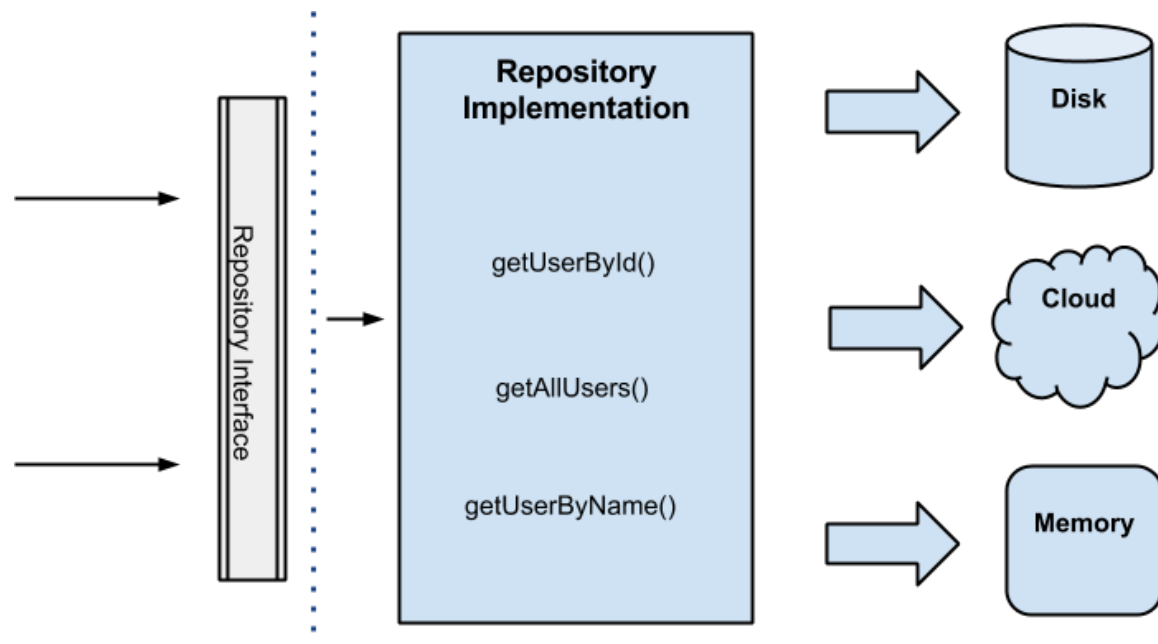 Repository Interface
Repository
Implementation
getUserById()
getAllUsers()
getUserByName()
Disk
Cloud
Memory